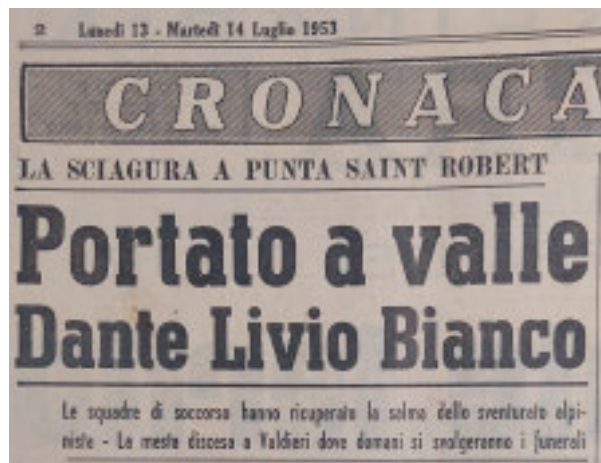 2 Lunedì 13 - Martedì 14 Luglio 1953
CRONACA
LA SCIAGURA A PUNTA SAINT ROBERT
Portato a valle
Dante Livio Bianco
Le squadre di soccorso hanno ricuperato la salma dello sventurato alpi-
nista - La mesta discesa a Valdieri dove domani si svolgeranno i funerali